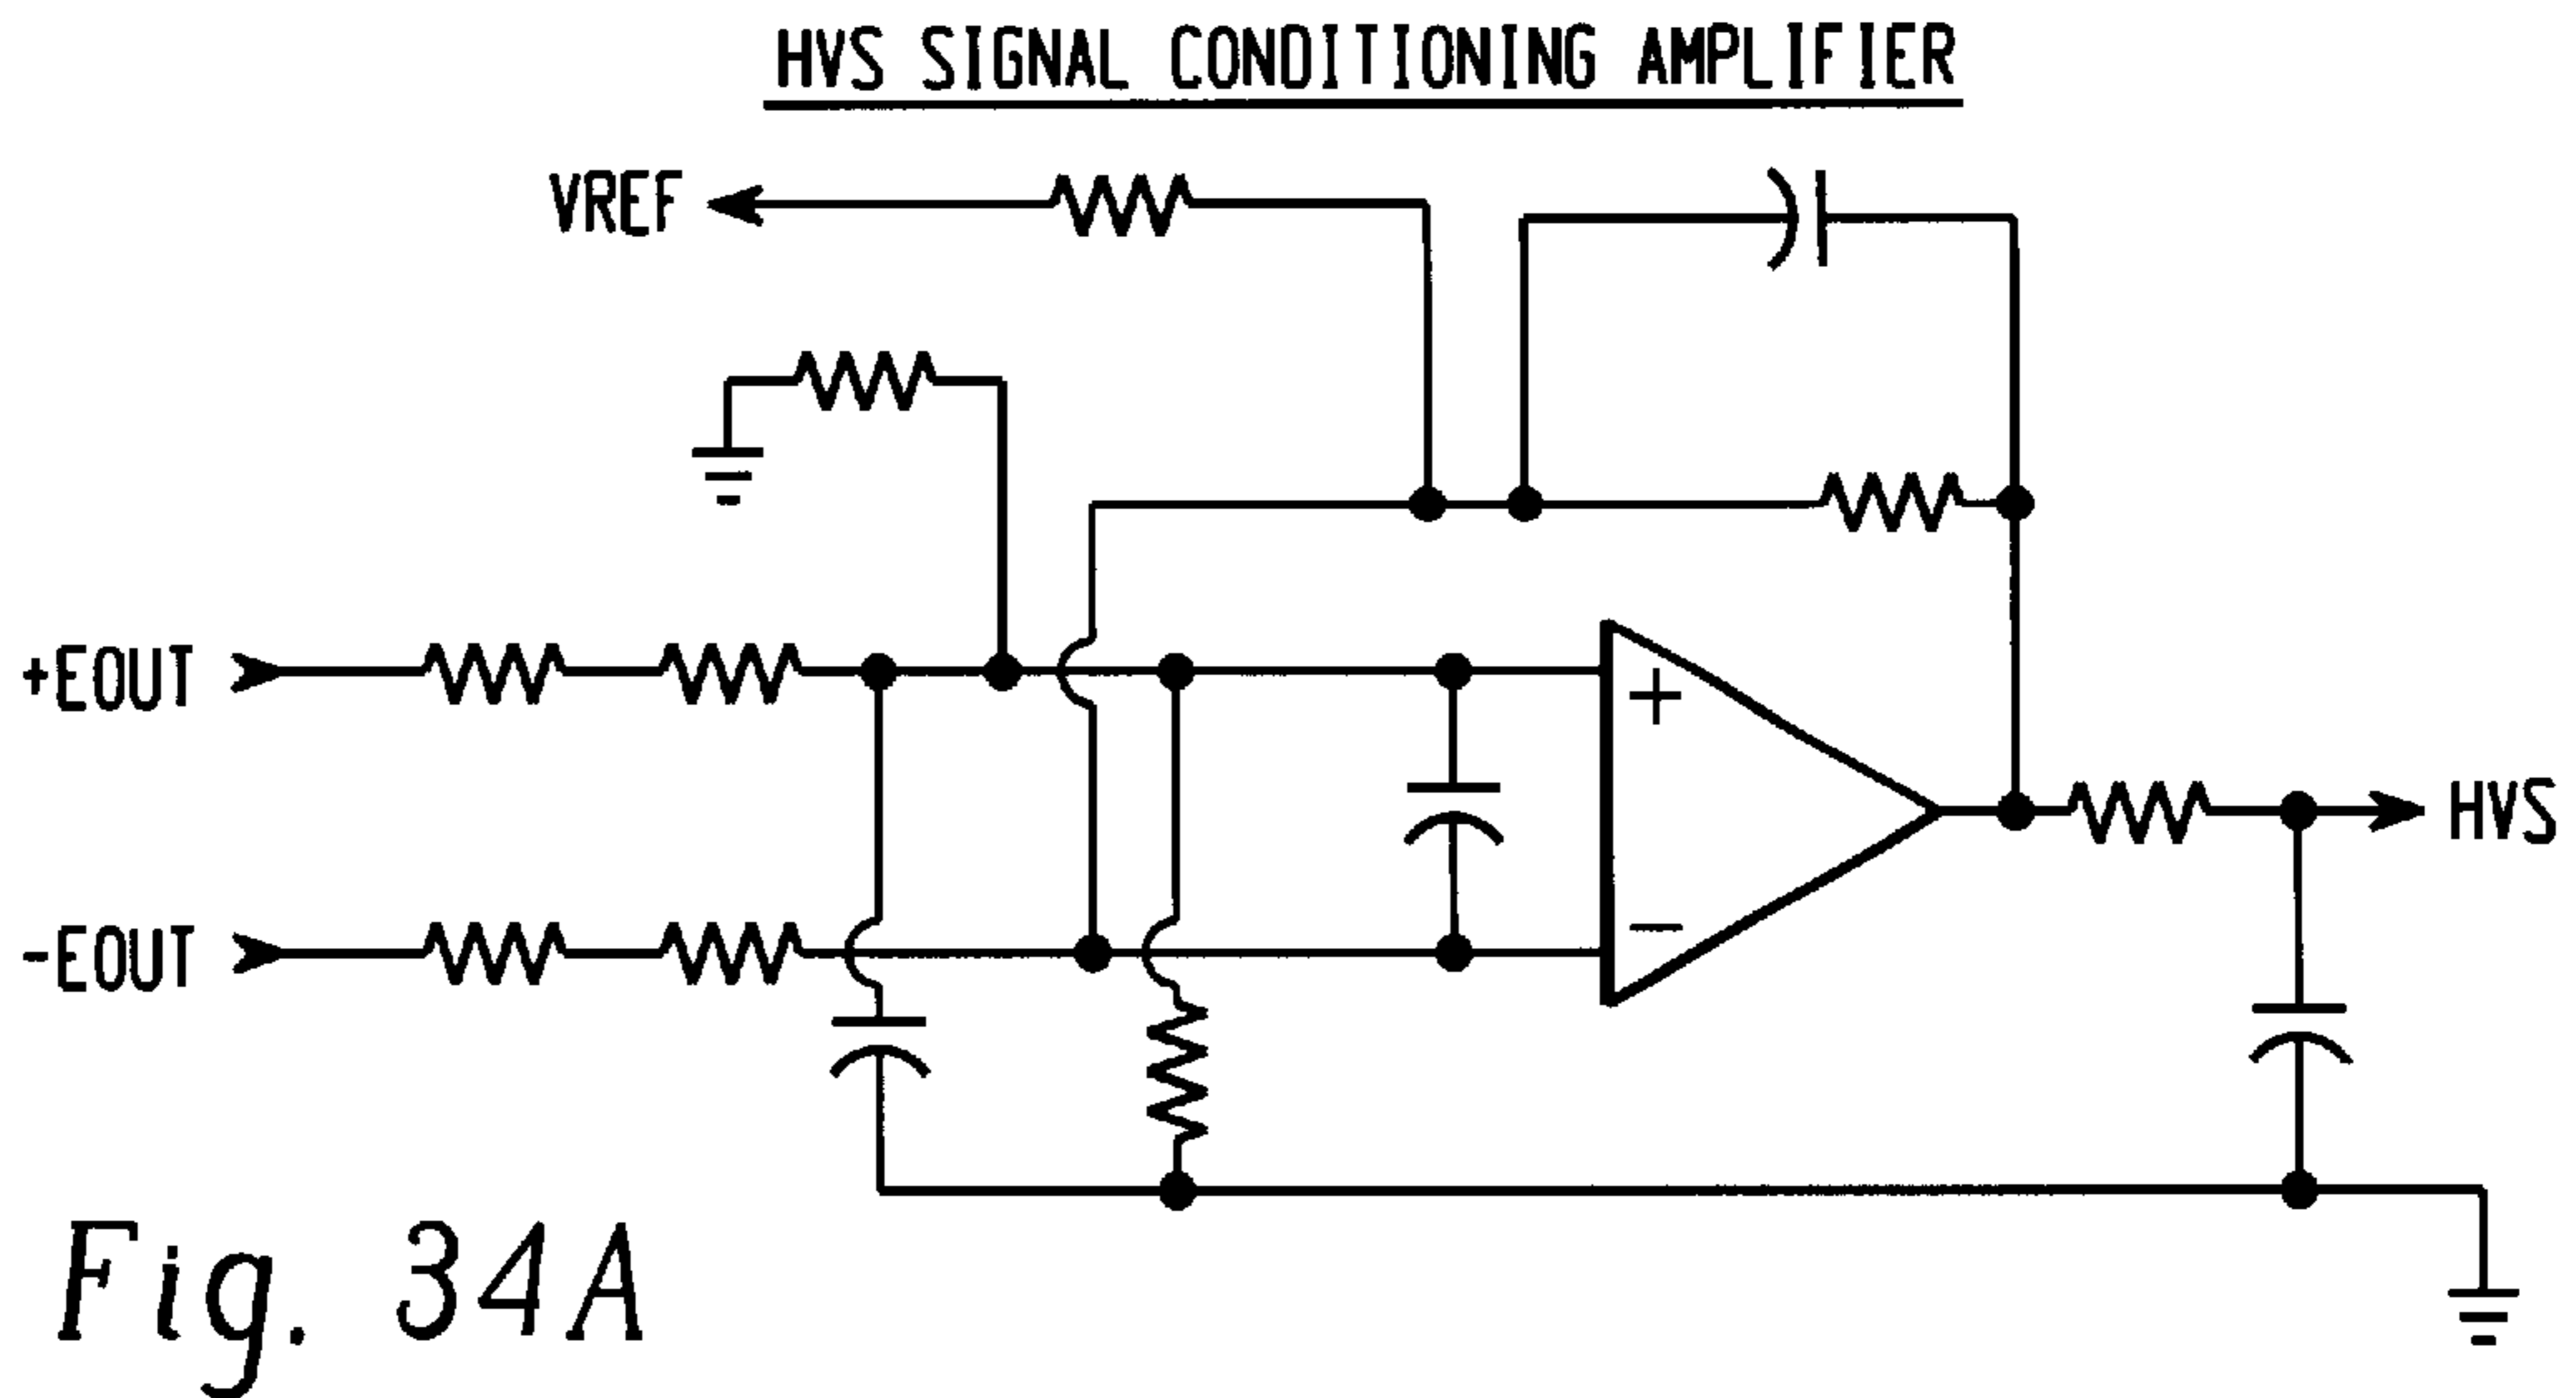 HVS SIGNAL CONDITIONING AMPLIFIER
VREF
+EOUT
+
HVS
-EOUT
−
Fig. 34A